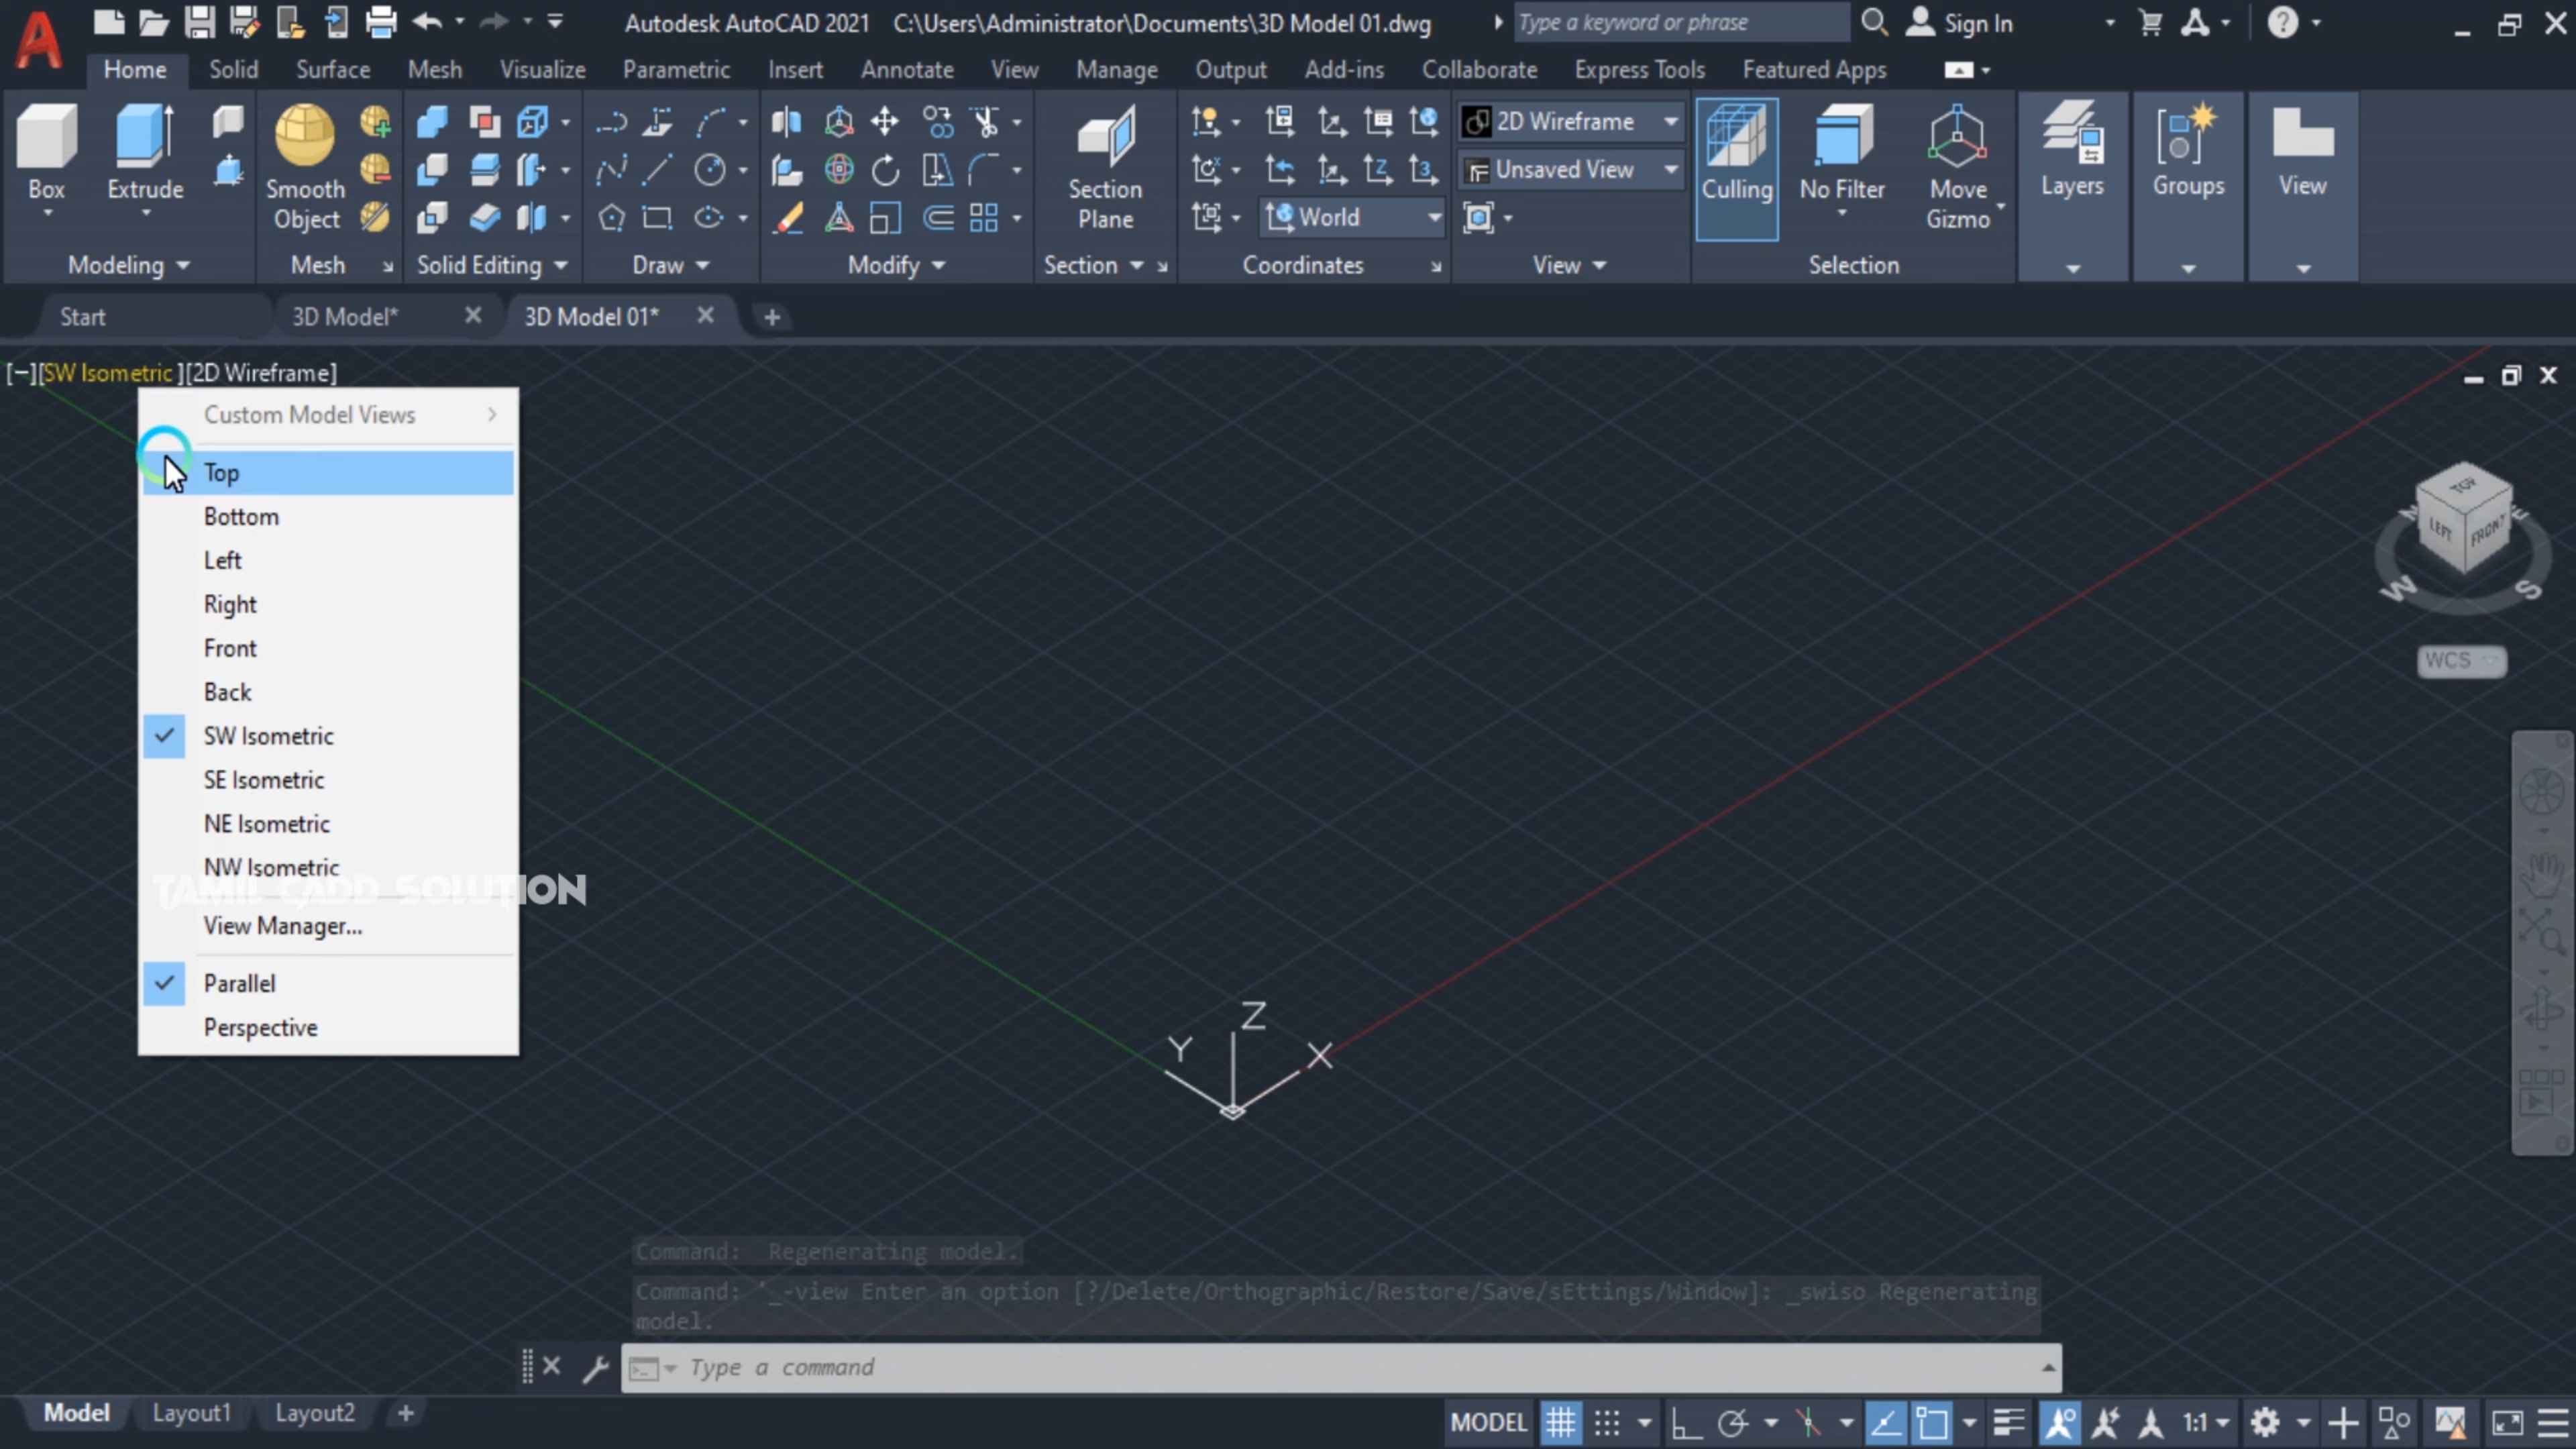 Autodesk AutoCAD 2021 C:\Users\Administrator\Documents\3D Model 01.dwg
Type a keyword or phrase
Sign In
Home Solid Surface Mesh Visualize Parametric Insert Annotate View Manage Output Add-ins Collaborate Express Tools Featured Apps
Box
Extrude
Smooth
Object
Section
Plane
World
2D Wireframe
Unsaved View
Culling
No Filter
Move
Gizmo
Layers
Groups
View
Modeling
Mesh
Solid Editing
Draw
Modify
Section
Coordinates
View
Selection
Start
3D Model*
3D Model 01*
[−][SW Isometric][2D Wireframe]
Custom Model Views
Top
Bottom
Left
Right
Front
Back
SW Isometric
SE Isometric
NE Isometric
NW Isometric
TAMIL CADD SOLUTION
View Manager...
Parallel
Perspective
TOP
LEFT
FRONT
W
S
WCS
Z
Y
X
Command: Regenerating model.
Command: '_-view Enter an option [?/Delete/Orthographic/Restore/Save/sEttings/Window]: _swiso Regenerating
model.
Type a command
Model Layout1 Layout2
MODEL
1:1